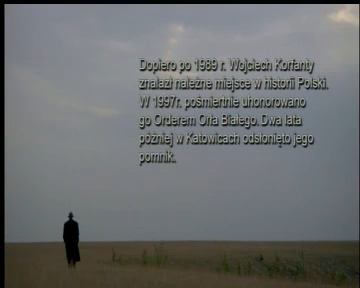 Dopiero po 1989 r. Wojciech Korfanty
znalazł należne miejsce w historii Polski.
W 1997r. pośmiertnie uhonorowano
go Orderem Orła Białego. Dwa lata
później w Katowicach odsłonięto jego
pomnik.